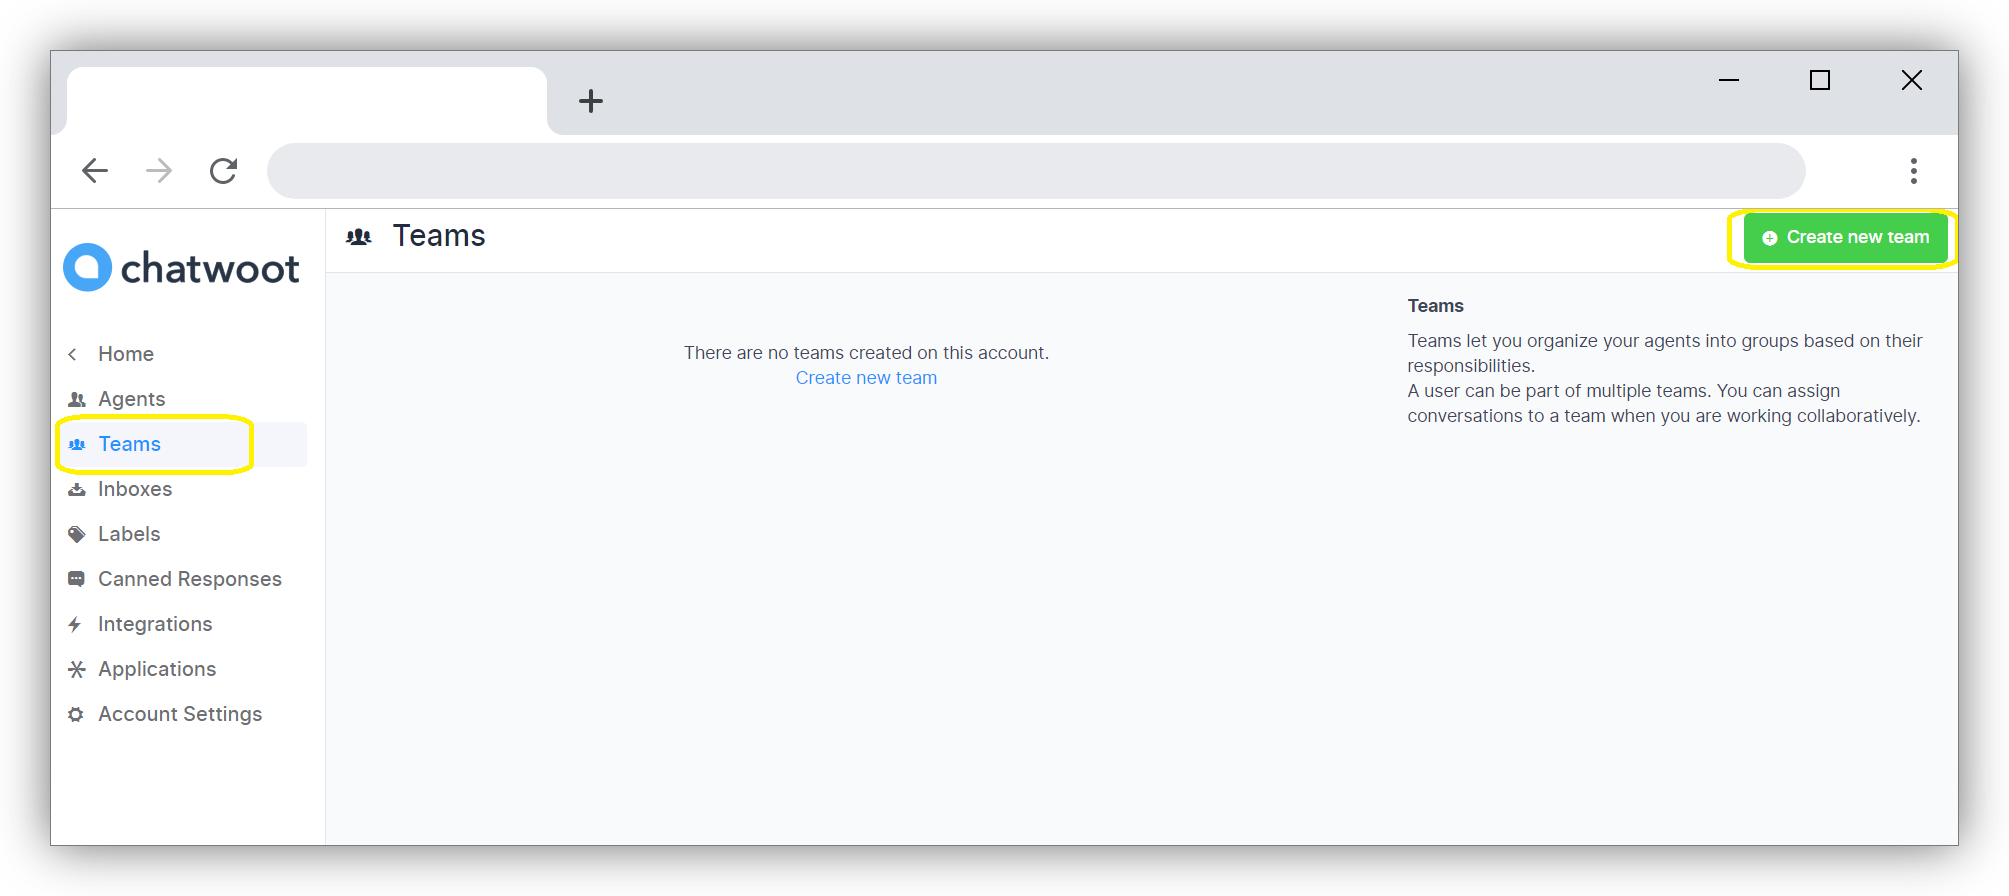 chatwoot
Home
Agents
Teams
Inboxes
Labels
Canned Responses
Integrations
Applications
Account Settings
Teams
Create new team
There are no teams created on this account.
Create new team
Teams
Teams let you organize your agents into groups based on their
responsibilities.
A user can be part of multiple teams. You can assign
conversations to a team when you are working collaboratively.